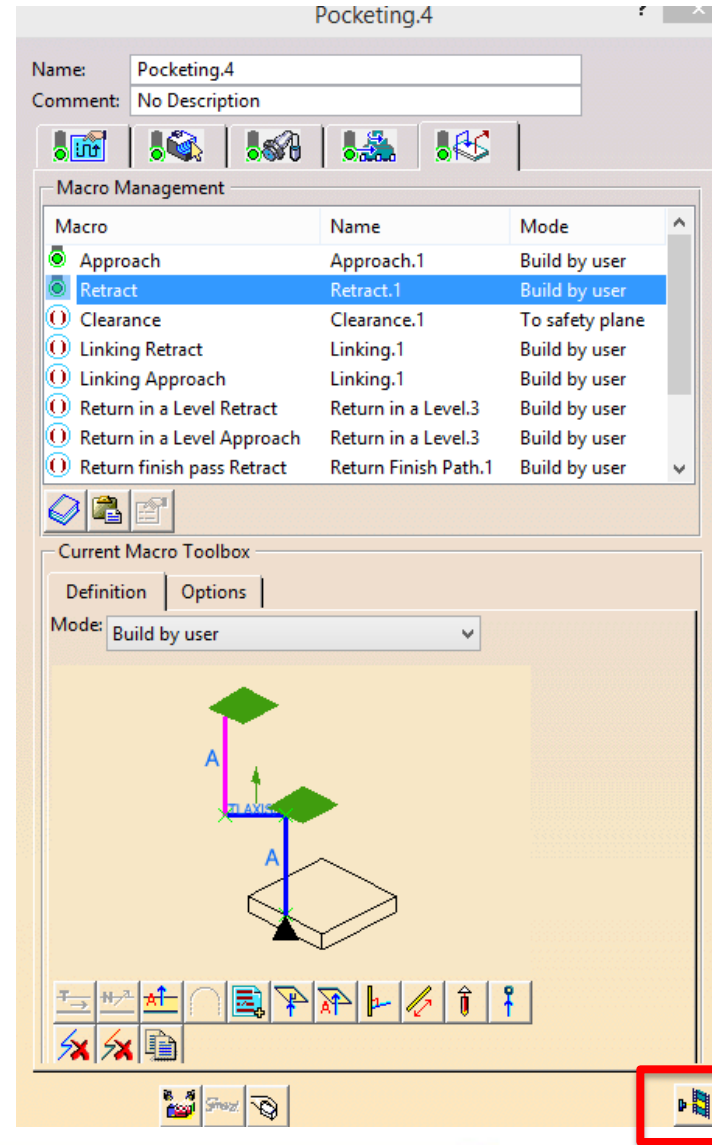 Pocketing.4 ?
Name: Pocketing.4
Comment: No Description
Macro Management
Macro Name Mode
Approach Approach.1 Build by user
Retract Retract.1 Build by user
Clearance Clearance.1 To safety plane
Linking Retract Linking.1 Build by user
Linking Approach Linking.1 Build by user
Return in a Level Retract Return in a Level.3 Build by user
Return in a Level Approach Return in a Level.3 Build by user
Return finish pass Retract Return Finish Path.1 Build by user
Current Macro Toolbox
Definition Options
Mode: Build by user
A
A